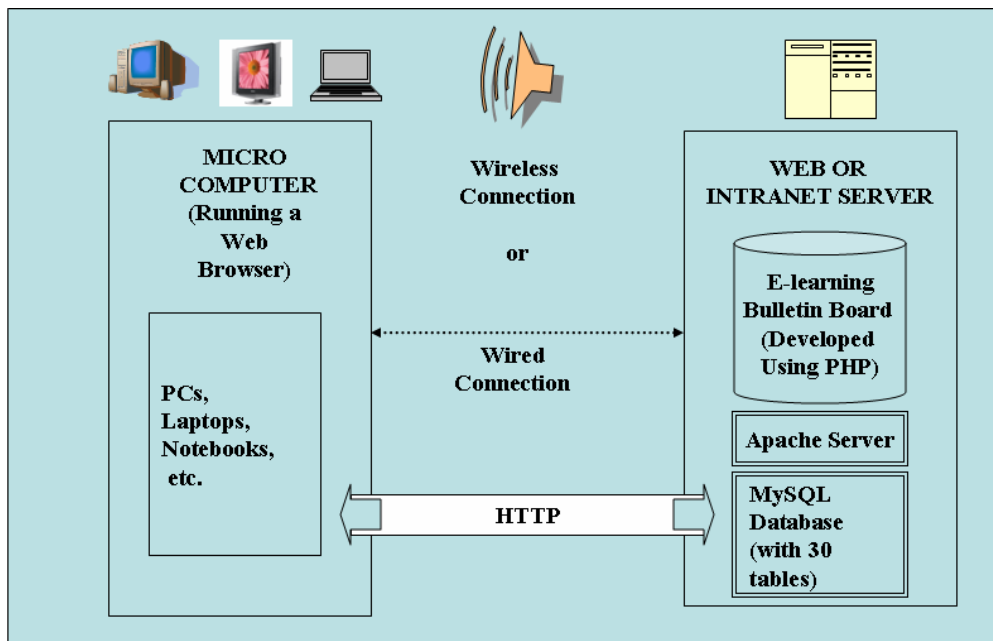 MICRO
COMPUTER
(Running a
Web
Browser)
PCs,
Laptops,
Notebooks,
etc.
Wireless
Connection
or
Wired
Connection
HTTP
WEB OR
INTRANET SERVER
E-learning
Bulletin Board
(Developed
Using PHP)
Apache Server
MySQL
Database
(with 30
tables)